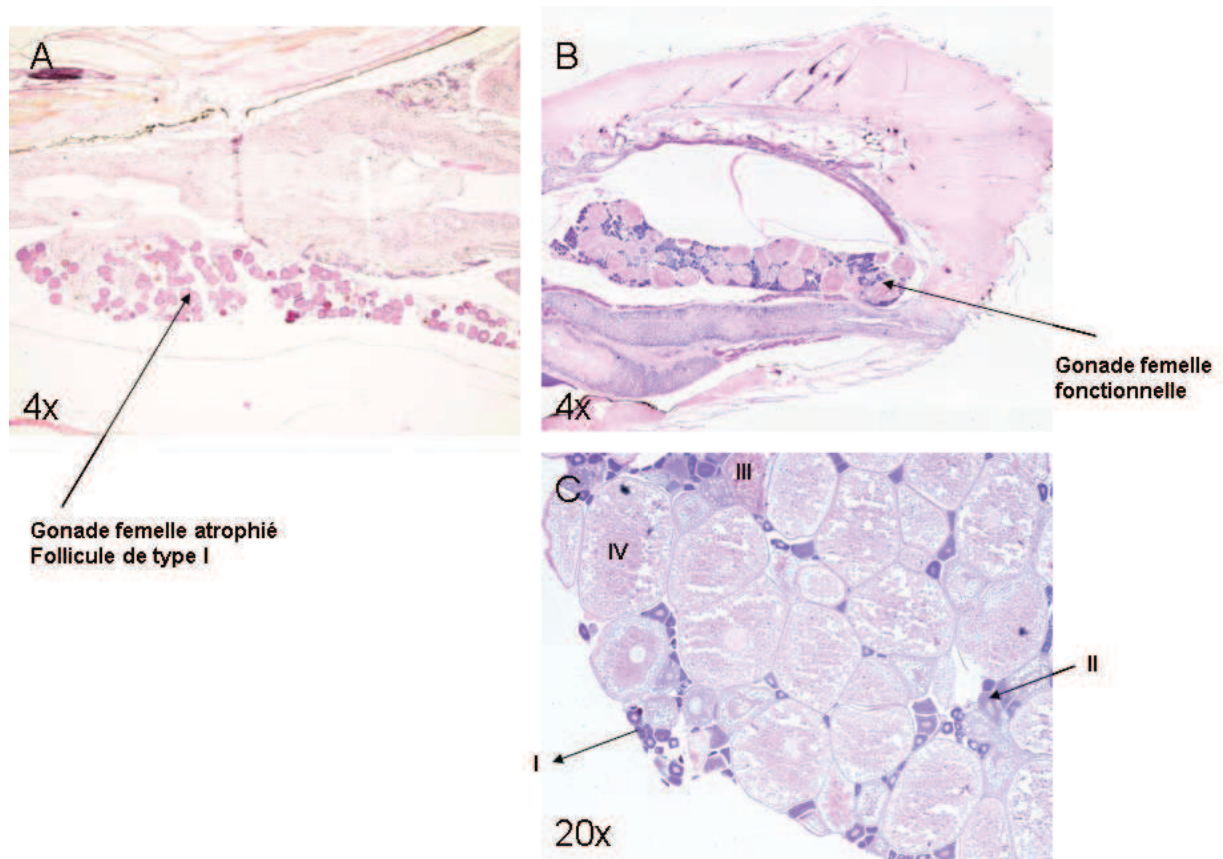 A
4x
Gonade femelle atrophié
Follicule de type I
B
4x
Gonade femelle
fonctionnelle
C
III
IV
II
I
20x